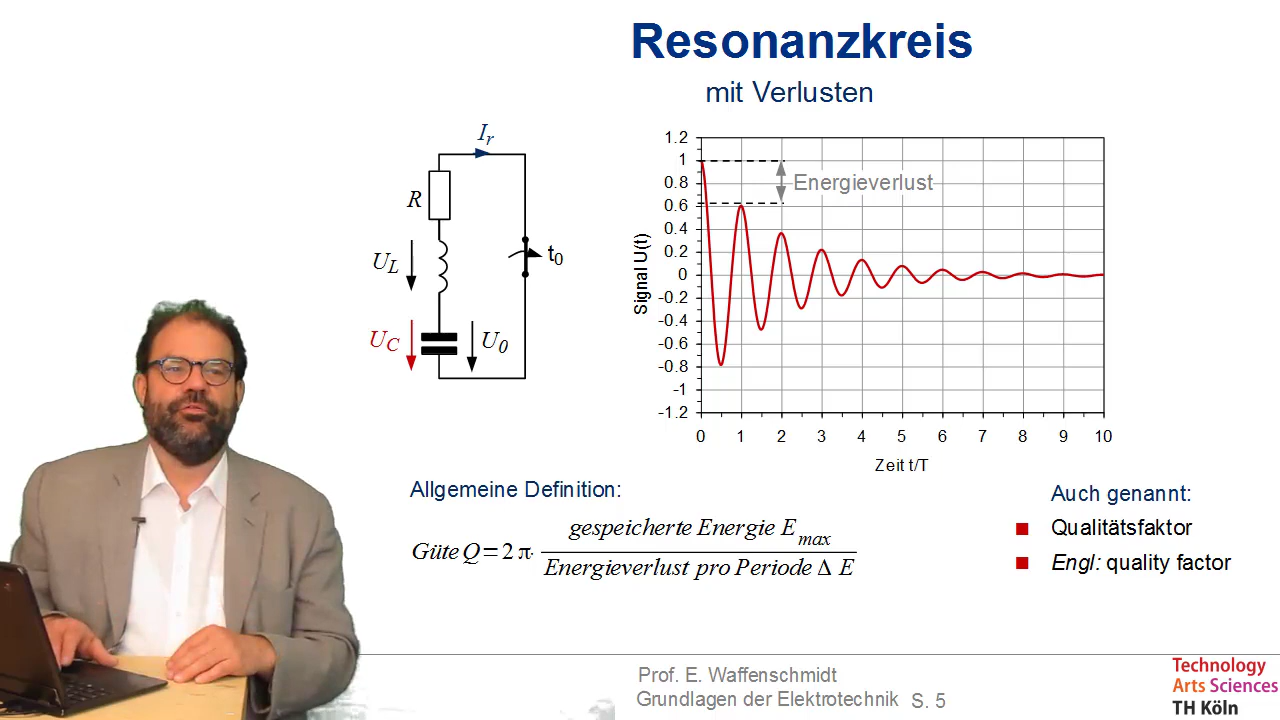 Resonanzkreis
mit Verlusten
I_r
R
U_L
t_0
U_C
U_0
1.2
1
0.8
0.6
0.4
0.2
0
-0.2
-0.4
-0.6
-0.8
-1
-1.2
Signal U(t)
Energieverlust
0 1 2 3 4 5 6 7 8 9 10
Zeit t/T
Allgemeine Definition:
Güte Q = 2 π · gespeicherte Energie E_max
Energieverlust pro Periode Δ E
Auch genannt:
Qualitätsfaktor
Engl: quality factor
Prof. E. Waffenschmidt
Grundlagen der Elektrotechnik S. 5
Technology
Arts Sciences
TH Köln